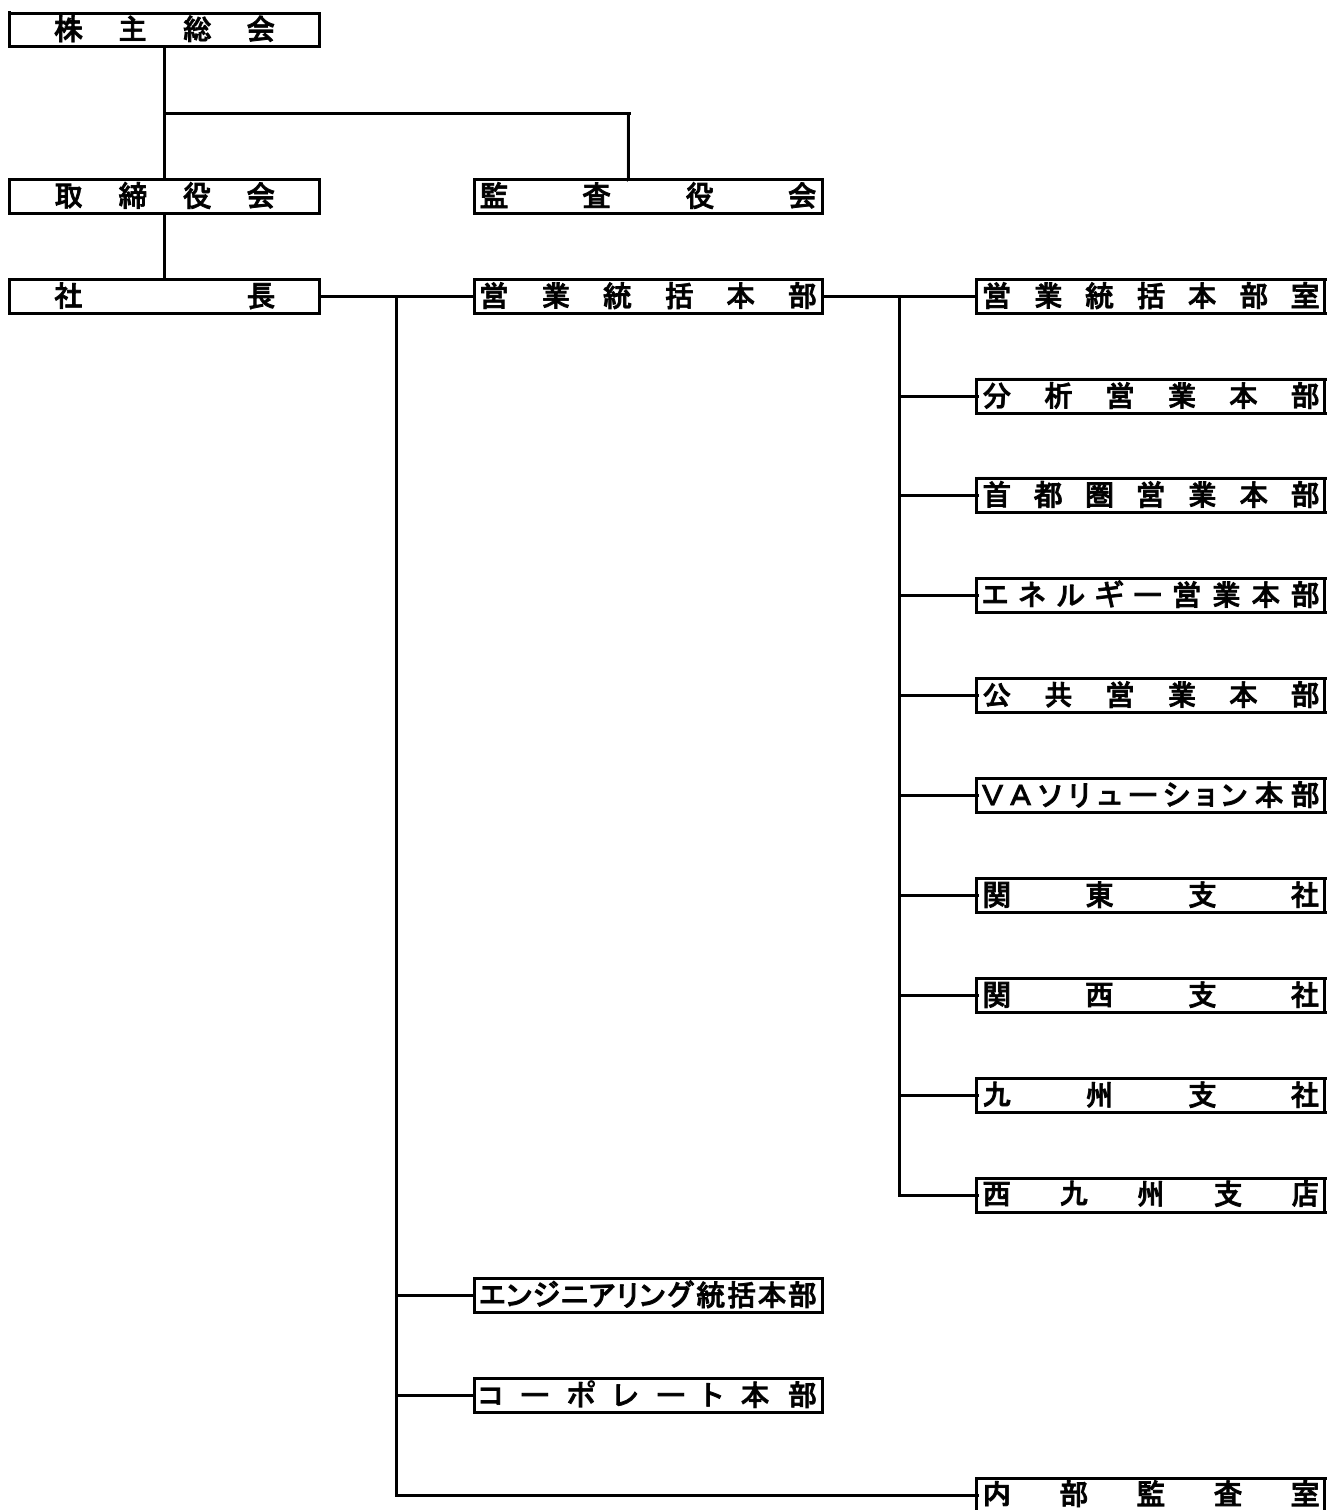 株主総会
取締役会 監査役会
社長 営業統括本部 営業統括本部室
分析営業本部
首都圏営業本部
エネルギー営業本部
公共営業本部
VAソリューション本部
関東支社
関西支社
九州支社
西九州支店
エンジニアリング統括本部
コーポレート本部
内部監査室